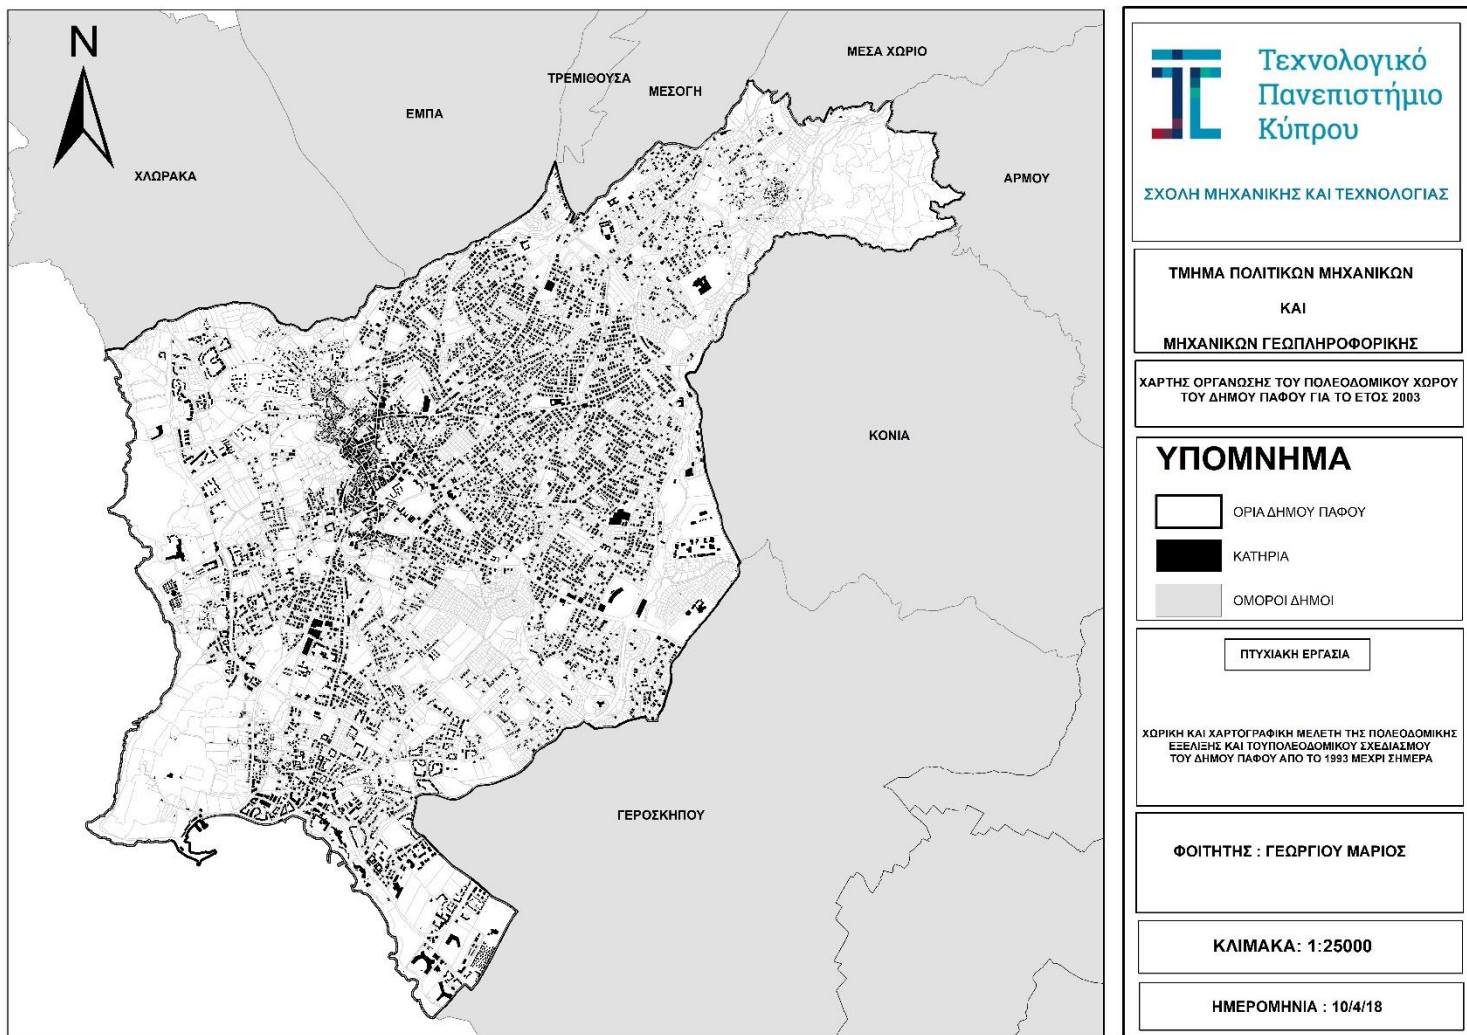 N
ΜΕΣΑ ΧΩΡΙΟ
ΤΡΕΜΙΘΟΥΣΑ
ΜΕΣΟΓΗ
ΕΜΠΑ
ΧΛΩΡΑΚΑ
ΑΡΜΟΥ
ΚΟΝΙΑ
ΓΕΡΟΣΚΗΠΟΥ
Τεχνολογικό
Πανεπιστήμιο
Κύπρου
ΣΧΟΛΗ ΜΗΧΑΝΙΚΗΣ ΚΑΙ ΤΕΧΝΟΛΟΓΙΑΣ
ΤΜΗΜΑ ΠΟΛΙΤΙΚΩΝ ΜΗΧΑΝΙΚΩΝ
ΚΑΙ
ΜΗΧΑΝΙΚΩΝ ΓΕΩΠΛΗΡΟΦΟΡΙΚΗΣ
ΧΑΡΤΗΣ ΟΡΓΑΝΩΣΗΣ ΤΟΥ ΠΟΛΕΟΔΟΜΙΚΟΥ ΧΩΡΟΥ
ΤΟΥ ΔΗΜΟΥ ΠΑΦΟΥ ΓΙΑ ΤΟ ΕΤΟΣ 2003
ΥΠΟΜΝΗΜΑ
ΟΡΙΑ ΔΗΜΟΥ ΠΑΦΟΥ
ΚΑΤΗΡΙΑ
ΟΜΟΡΟΙ ΔΗΜΟΙ
ΠΤΥΧΙΑΚΗ ΕΡΓΑΣΙΑ
ΧΩΡΙΚΗ ΚΑΙ ΧΑΡΤΟΓΡΑΦΙΚΗ ΜΕΛΕΤΗ ΤΗΣ ΠΟΛΕΟΔΟΜΙΚΗΣ
ΕΞΕΛΙΞΗΣ ΚΑΙ ΤΟΥΠΟΛΕΟΔΟΜΙΚΟΥ ΣΧΕΔΙΑΣΜΟΥ
ΤΟΥ ΔΗΜΟΥ ΠΑΦΟΥ ΑΠΟ ΤΟ 1993 ΜΕΧΡΙ ΣΗΜΕΡΑ
ΦΟΙΤΗΤΗΣ : ΓΕΩΡΓΙΟΥ ΜΑΡΙΟΣ
ΚΛΙΜΑΚΑ: 1:25000
ΗΜΕΡΟΜΗΝΙΑ : 10/4/18